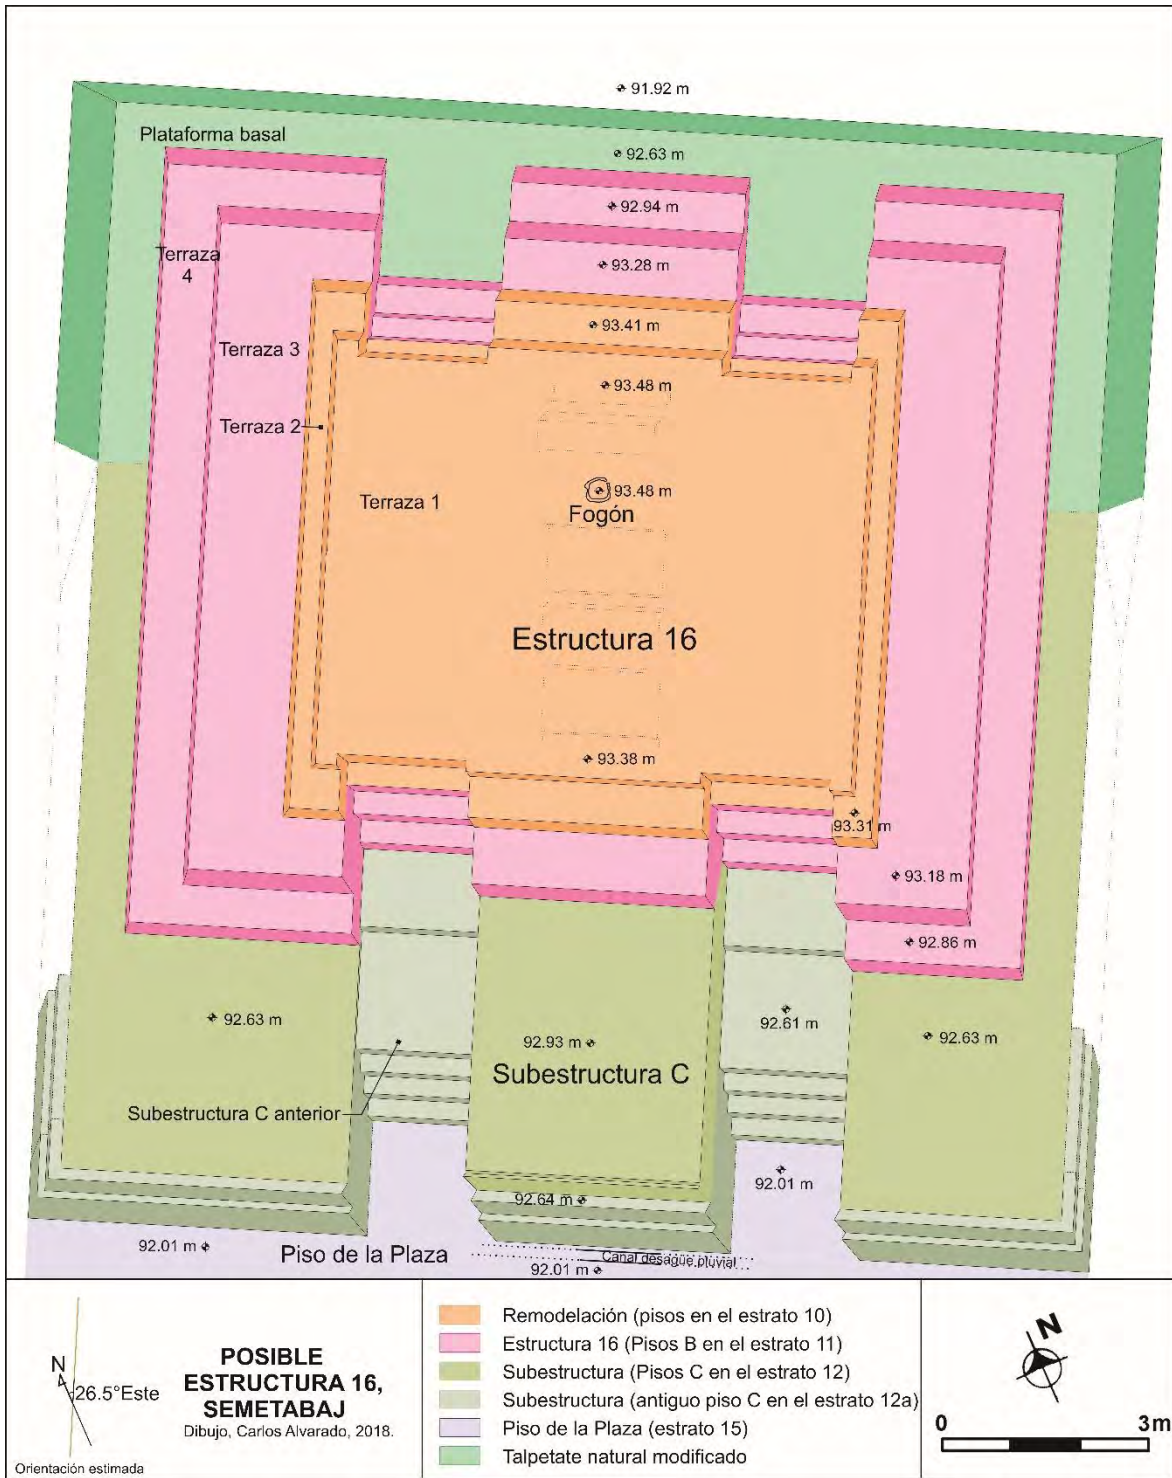 91.92 m
Plataforma basal
92.63 m
92.94 m
Terraza
4
93.28 m
93.41 m
Terraza 3
93.48 m
Terraza 2
93.48 m
Terraza 1
Fogón
Estructura 16
93.38 m
93.31 m
93.18 m
92.86 m
92.63 m
92.61 m
92.63 m
92.93 m
Subestructura C
Subestructura C anterior
92.01 m
92.64 m
92.01 m
Piso de la Plaza
Canal desagüe pluvial
92.01 m
N
26.5°Este
Orientación estimada
POSIBLE
ESTRUCTURA 16,
SEMETABAJ
Dibujo, Carlos Alvarado, 2018.
Remodelación (pisos en el estrato 10)
Estructura 16 (Pisos B en el estrato 11)
Subestructura (Pisos C en el estrato 12)
Subestructura (antiguo piso C en el estrato 12a)
Piso de la Plaza (estrato 15)
Talpetate natural modificado
N
0 3m